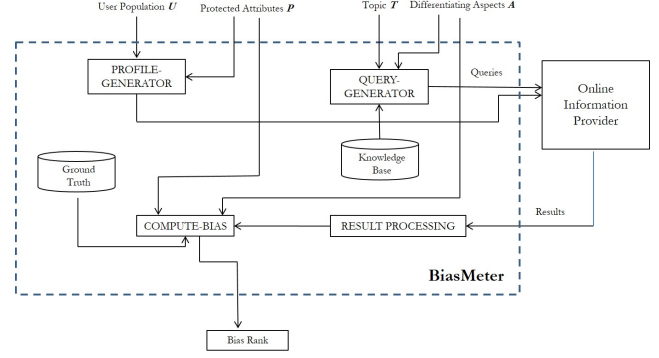 User Population U
Protected Attributes P
Topic T
Differentiating Aspects A
PROFILE-
GENERATOR
QUERY-
GENERATOR
Queries
Online
Information
Provider
Ground
Truth
Knowledge
Base
COMPUTE-BIAS
RESULT PROCESSING
Results
BiasMeter
Bias Rank